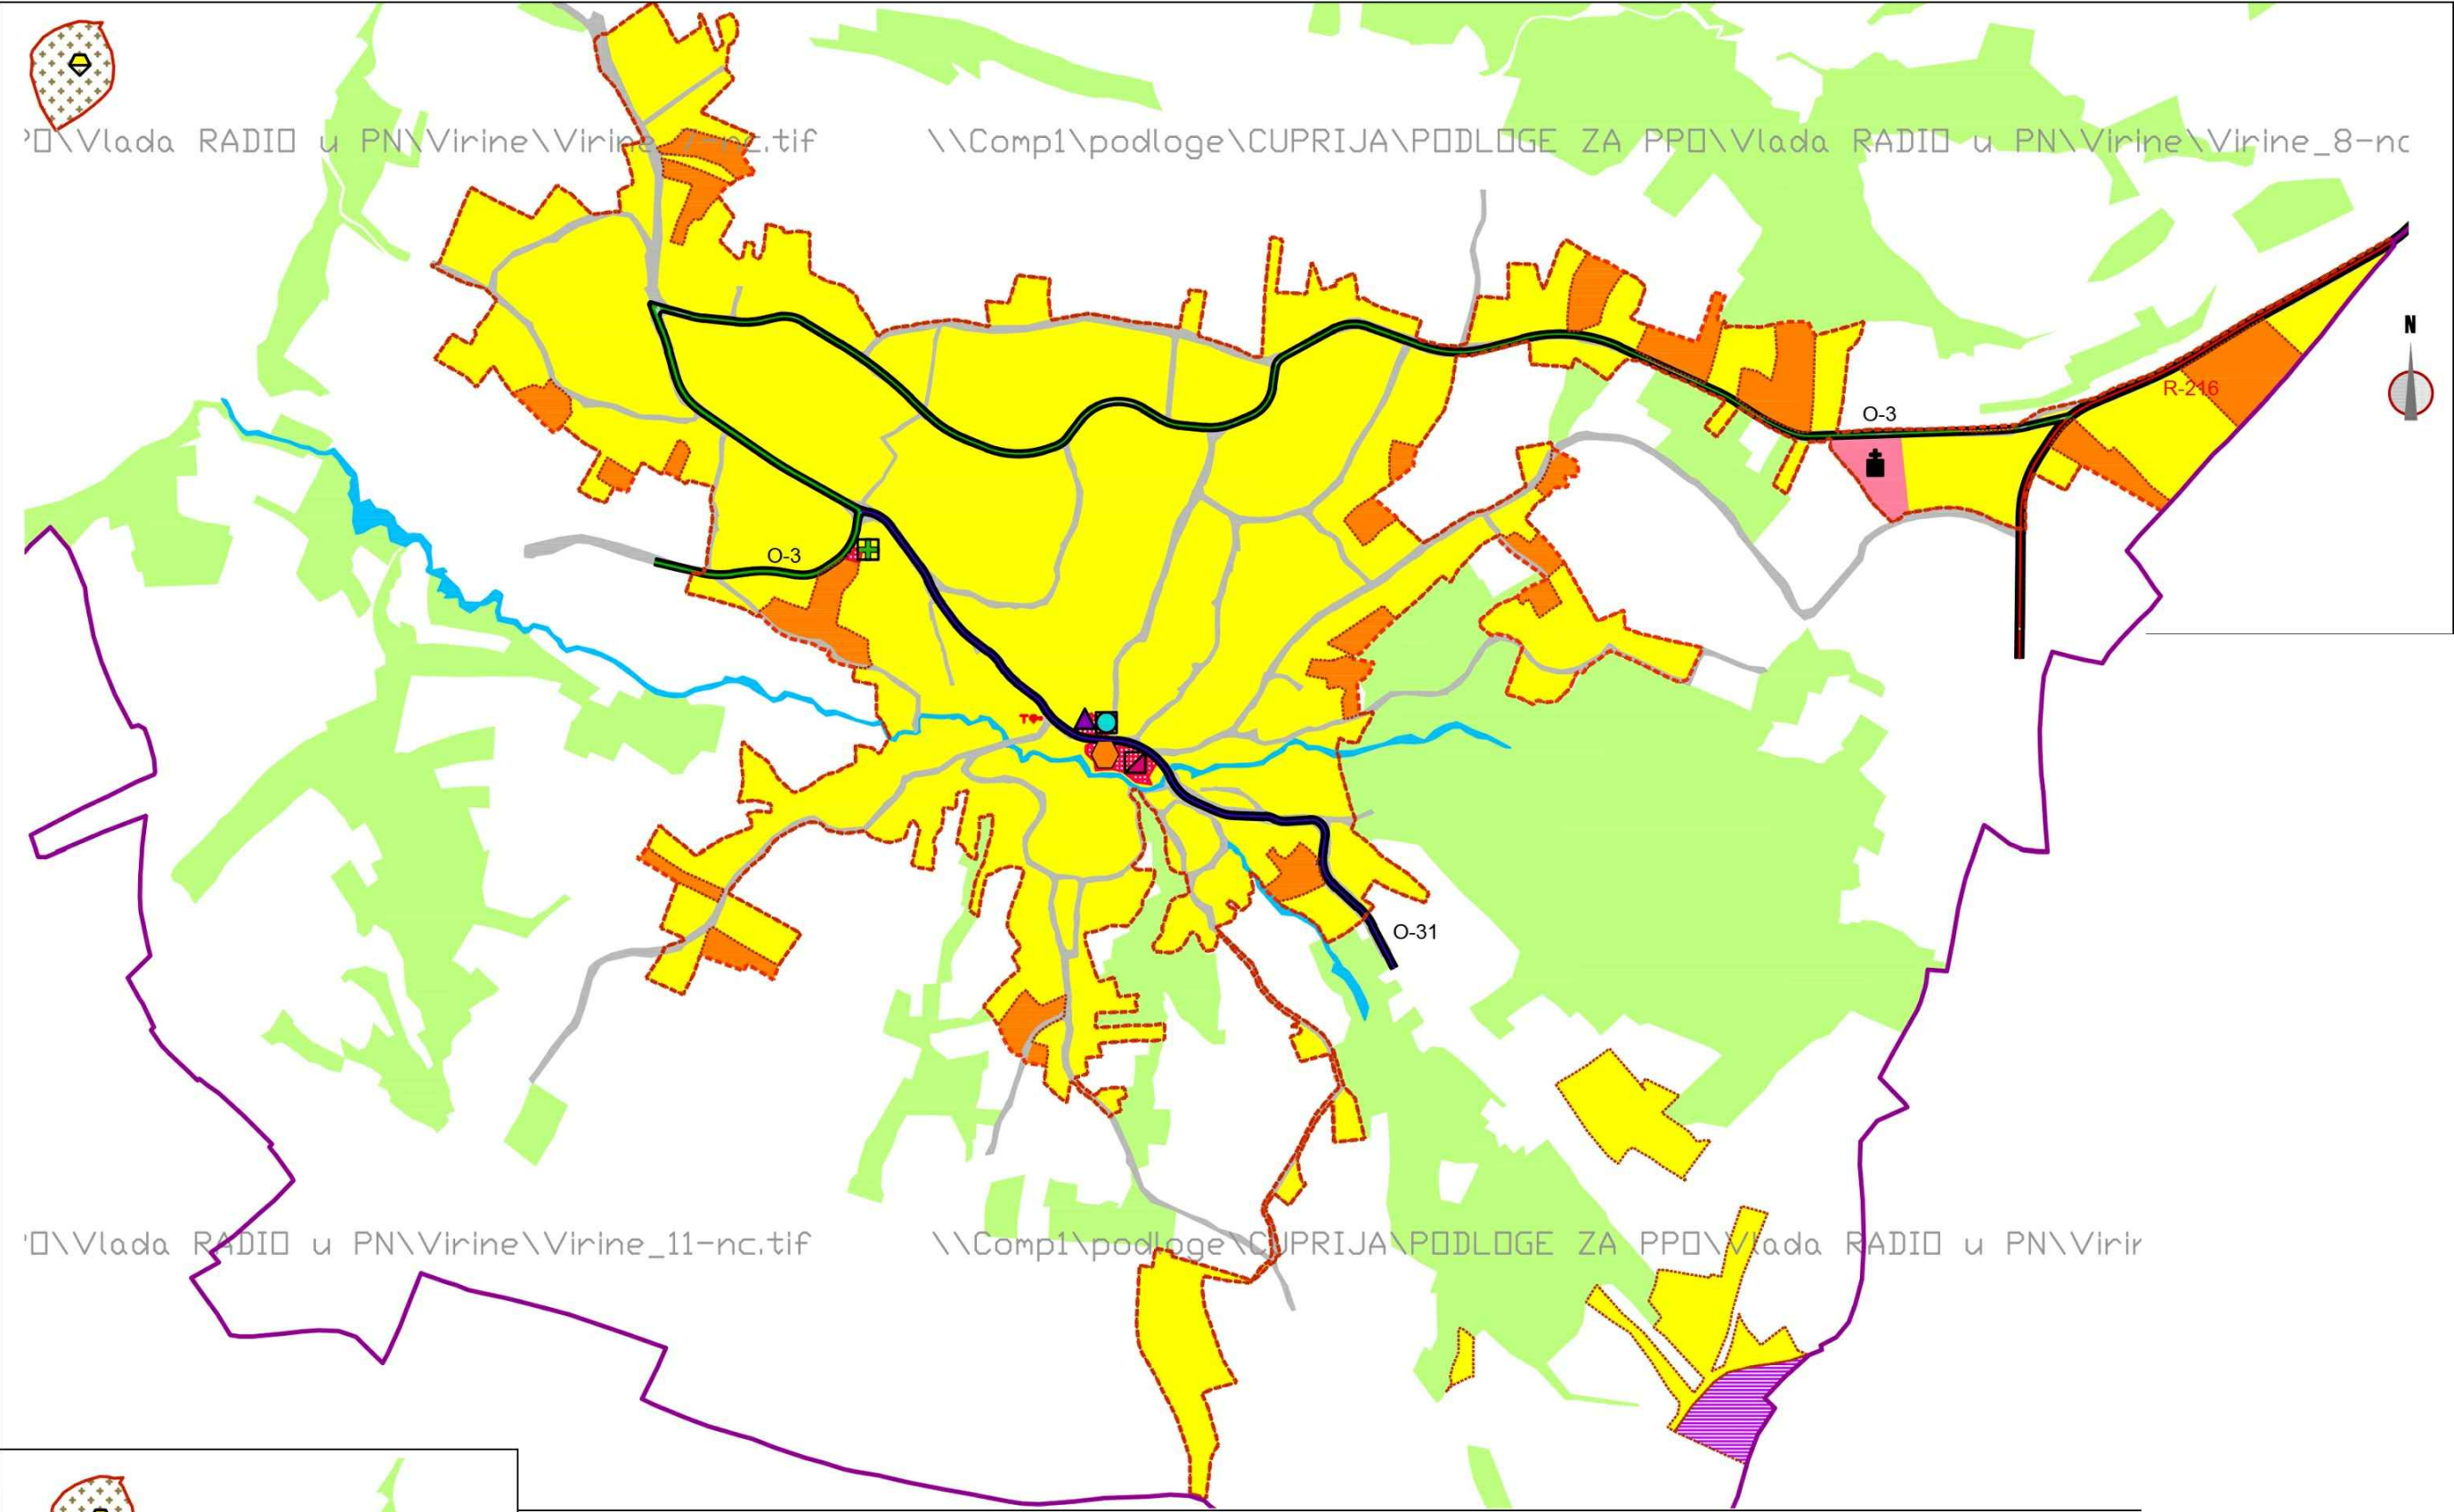 O\Vlada RADIO u PN\Virine\Virine_7-nc.tif
\\Comp1\podloge\CUPRIJA\PODLOGE ZA PPO\Vlada RADIO u PN\Virine\Virine_8-nc
N
R-216
O-3
O-3
O-31
O\Vlada RADIO u PN\Virine\Virine_11-nc.tif
\\Comp1\podloge\CUPRIJA\PODLOGE ZA PPO\Vlada RADIO u PN\Virin